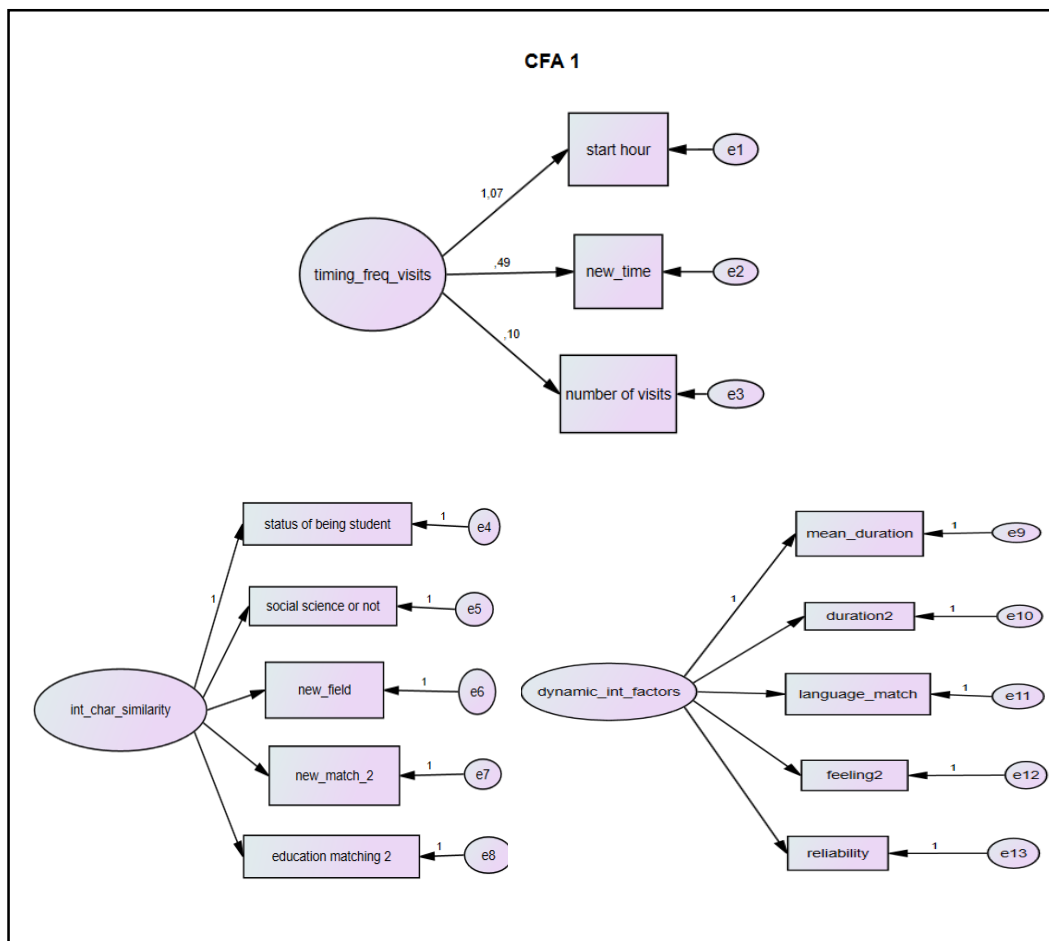 CFA 1
start hour
e1
1,07
timing_freq_visits
,49
new_time
e2
,10
number of visits
e3
status of being student
1
e4
1
social science or not
1
e5
int_char_similarity
new_field
1
e6
new_match_2
1
e7
education matching 2
1
e8
mean_duration
1
e9
1
duration2
1
e10
dynamic_int_factors
language_match
1
e11
feeling2
1
e12
reliability
1
e13